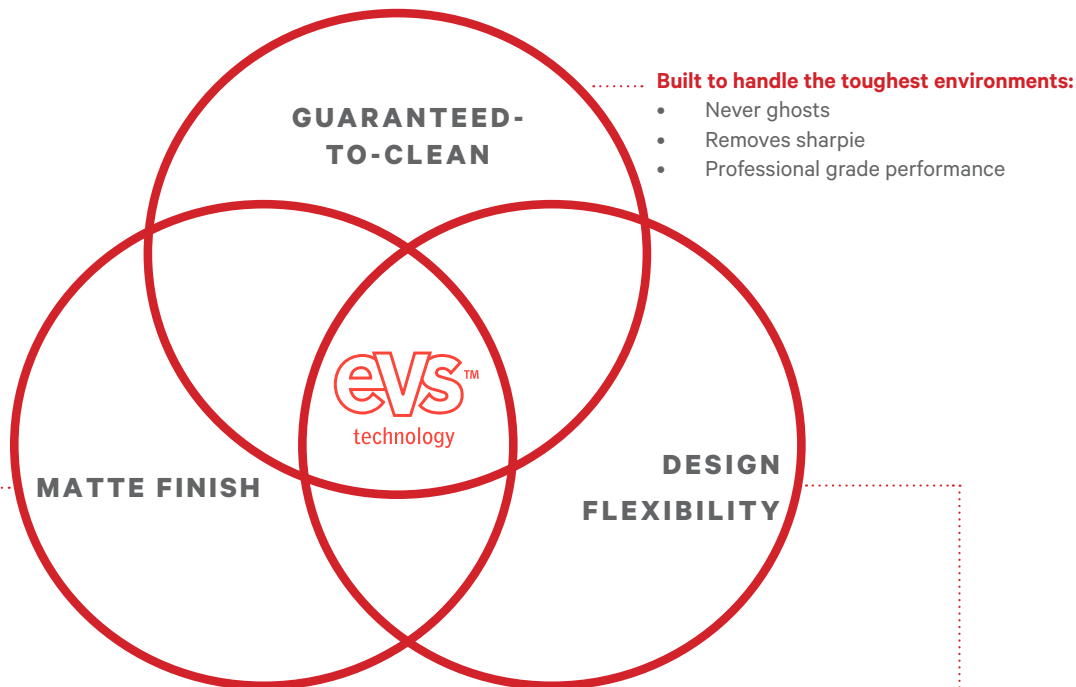 Built to handle the toughest environments:
• Never ghosts
• Removes sharpie
• Professional grade performance
GUARANTEED-
TO-CLEAN
eVs™
technology
MATTE FINISH
DESIGN
FLEXIBILITY